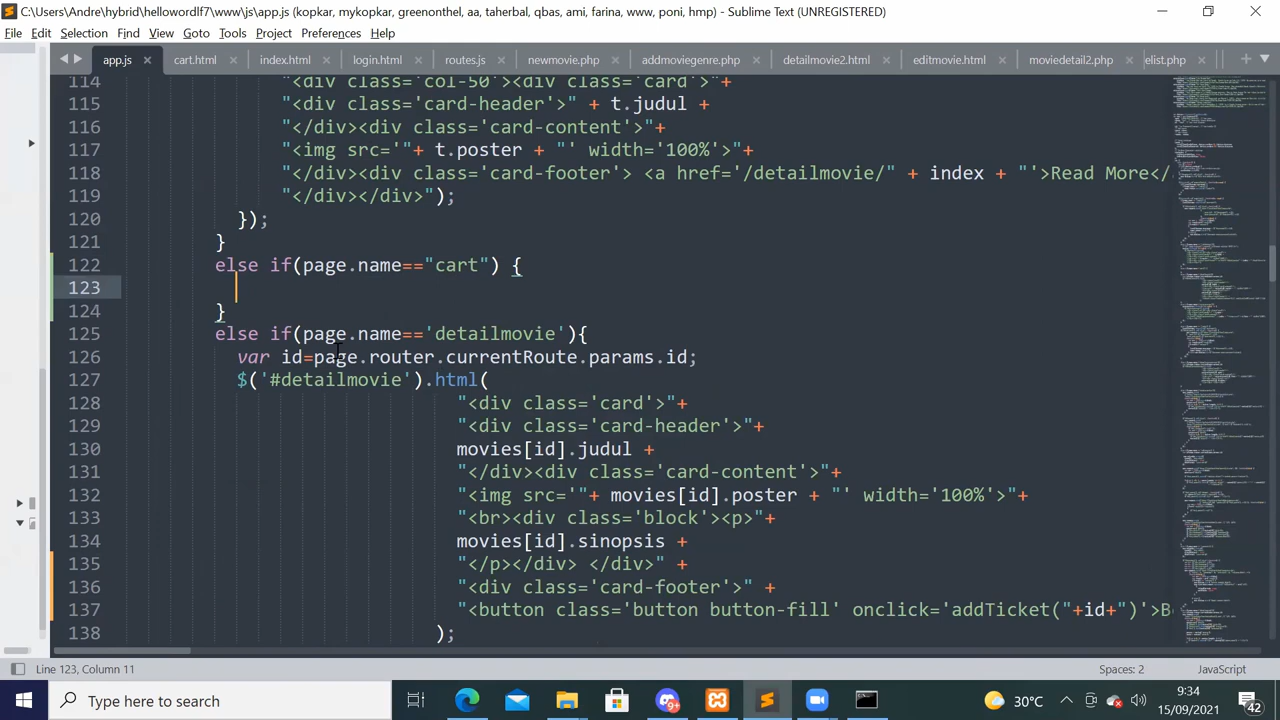 C:\Users\Andre\hybrid\hellowordlf7\www\js\app.js (kopkar, mykopkar, greenomehel, aa, taherbal, qbas, ami, farina, www, poni, hmp) - Sublime Text (UNREGISTERED)
File Edit Selection Find View Goto Tools Project Preferences Help
app.js cart.html index.html login.html routes.js newmovie.php addmoviegenre.php detailmovie2.html editmovie.html moviedetail2.php elist.php
114 "<div class='col-50'><div class='card'>"+
115 "<div class='card-header'>" + t.judul +
116 "</div><div class='card-content'>"+
117 "<img src='"+ t.poster + "' width='100%'>"+
118 "</div><div class='card-footer'> <a href='/detailmovie/" + index + "'>Read More</
119 "</div></div>");
120 });
121 }
122 else if(page.name=="cart") {
123
124 }
125 else if(page.name=='detailmovie'){
126 var id=page.router.currentRoute.params.id;
127 $('#detailmovie').html(
128 "<div class='card'>"+
129 "<div class='card-header'>"+
130 movies[id].judul +
131 "<div><div class='card-content'>"+
132 "<img src='"+ movies[id].poster + "' width='100%'>"+
133 "<br><div class='block'><p>"+
134 movies[id].sinopsis +
135 "<p></div> </div>" +
136 "<div class='card-footer'>"+
137 "<button class='button button-fill' onclick='addTicket("+id+")'>B
138 );
Line 123, Column 11 Spaces: 2 JavaScript
Type here to search 30°C 9:34
15/09/2021 42